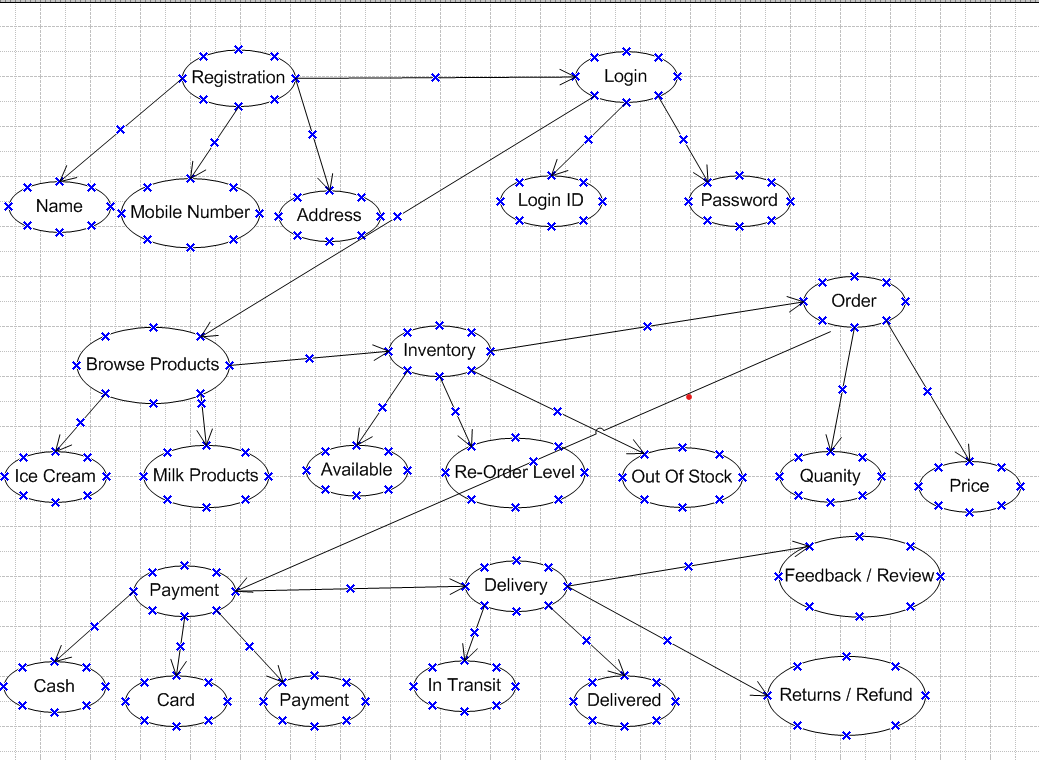 Registration
Login
Name
Mobile Number
Address
Login ID
Password
Order
Browse Products
Inventory
Ice Cream
Milk Products
Available
Re-Order Level
Out Of Stock
Quanity
Price
Payment
Delivery
Feedback / Review
Cash
Card
Payment
In Transit
Delivered
Returns / Refund